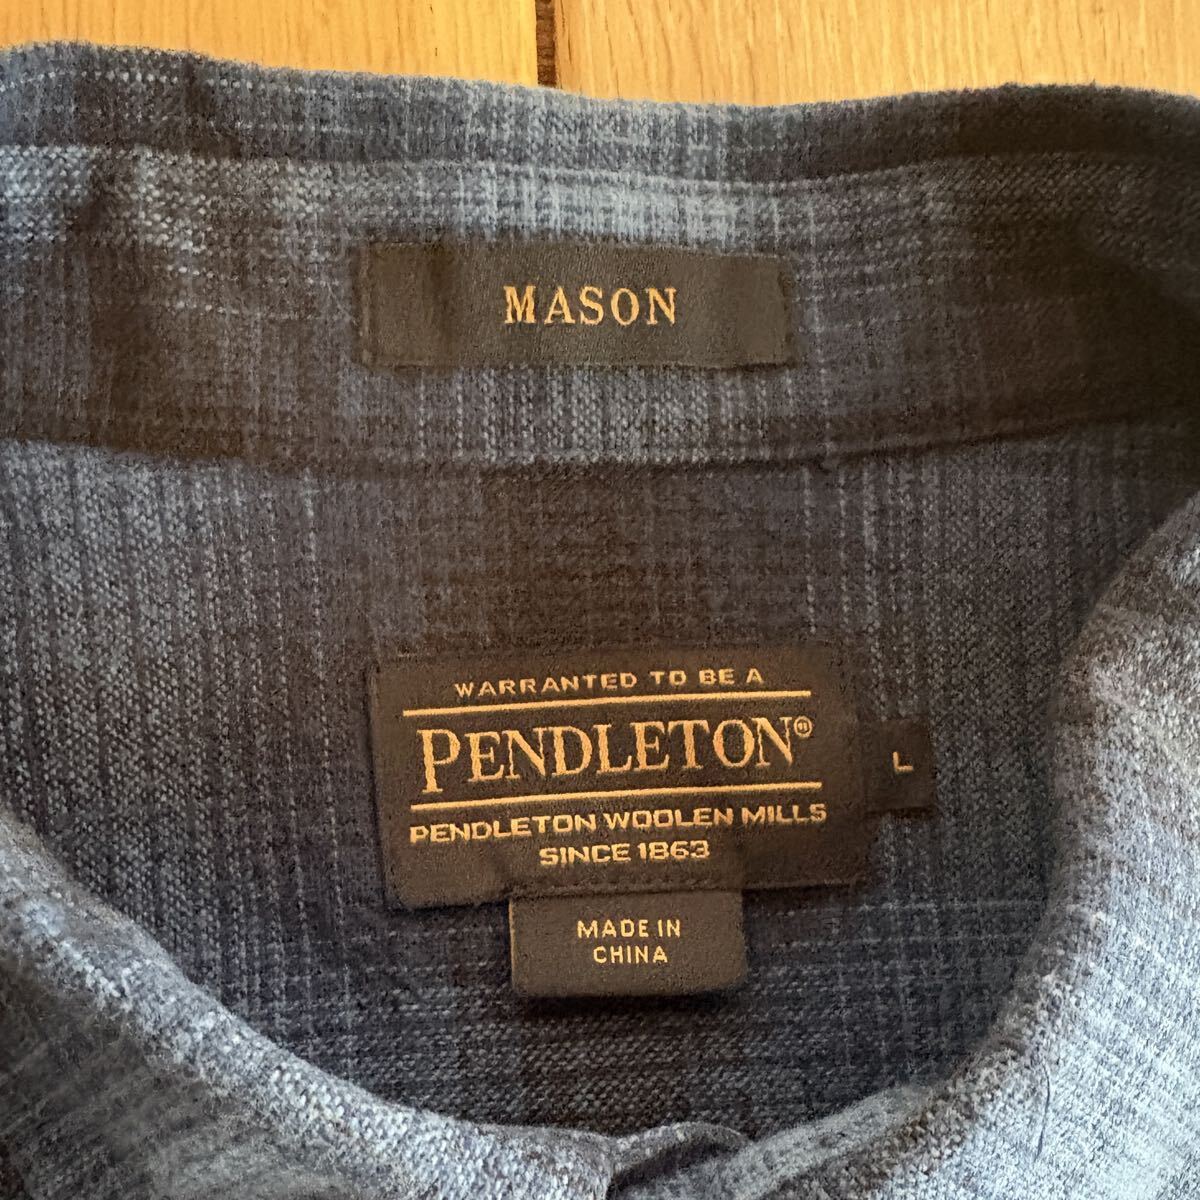 MASON
WARRANTED TO BE A
PENDLETON®
PENDLETON WOOLEN MILLS
SINCE 1863
L
MADE IN
CHINA